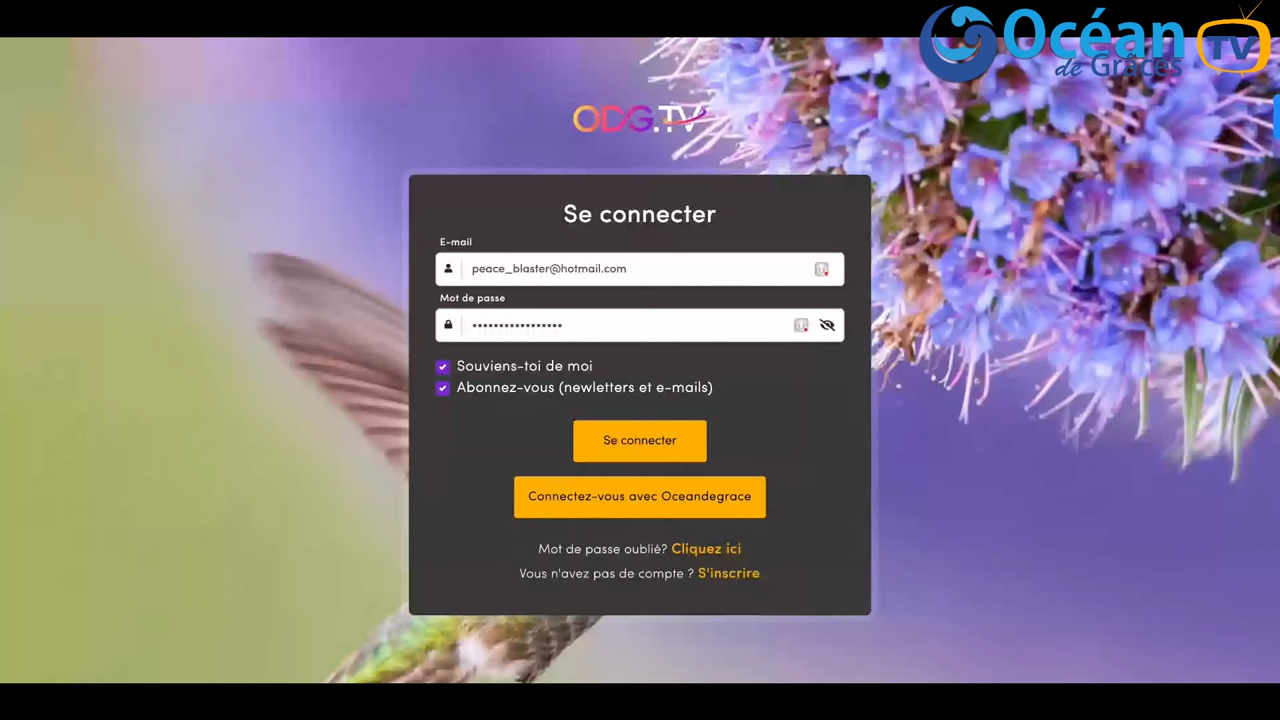 Océan
de Grâces
TV
ODG.TV
Se connecter
E-mail
peace_blaster@hotmail.com
Mot de passe
•••••••••••••••••
Souviens-toi de moi
Abonnez-vous (newletters et e-mails)
Se connecter
Connectez-vous avec Oceandegrace
Mot de passe oublié? Cliquez ici
Vous n'avez pas de compte ? S'inscrire